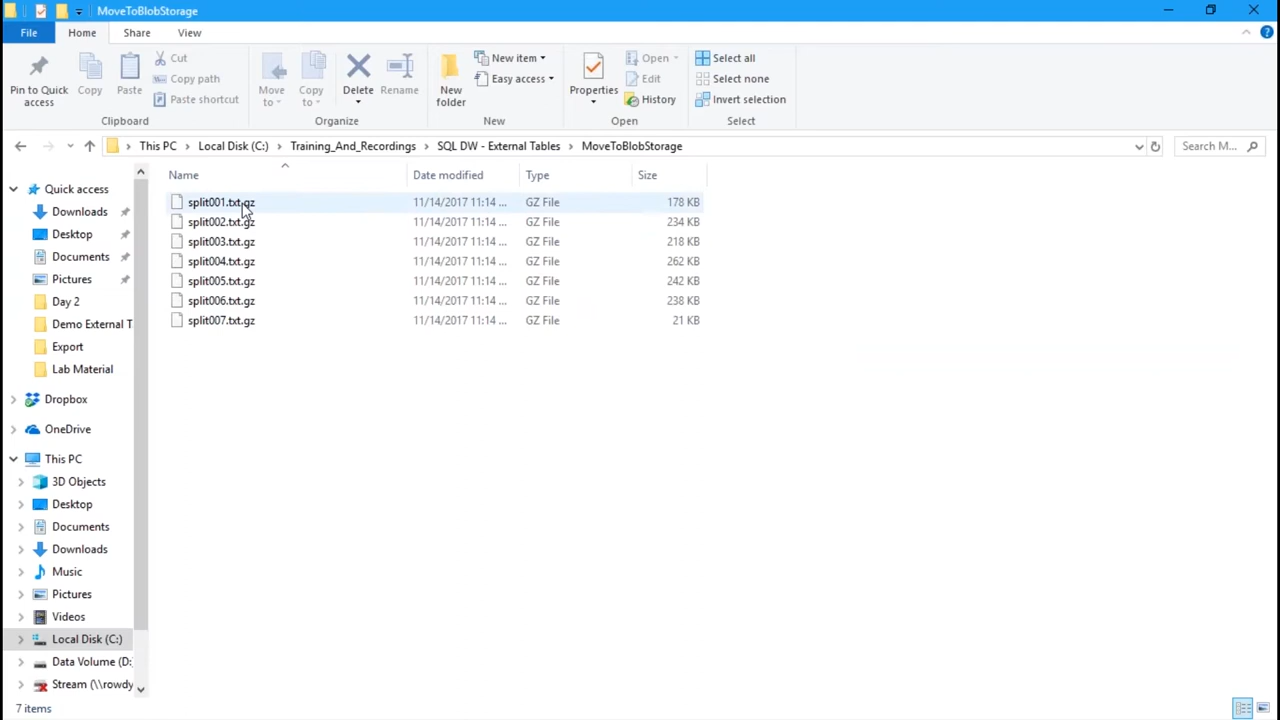 MoveToBlobStorage
File Home Share View
Pin to Quick access
Copy
Paste
Cut
Copy path
Paste shortcut
Clipboard
Move to
Copy to
Delete
Rename
Organize
New folder
New item
Easy access
New
Properties
Open
Edit
History
Open
Select all
Select none
Invert selection
Select
This PC Local Disk (C:) Training_And_Recordings SQL DW - External Tables MoveToBlobStorage
Search M...
Quick access
Downloads
Desktop
Documents
Pictures
Day 2
Demo External T
Export
Lab Material
Dropbox
OneDrive
This PC
3D Objects
Desktop
Documents
Downloads
Music
Pictures
Videos
Local Disk (C:)
Data Volume (D:
Stream (\\rowdy
Name Date modified Type Size
split001.txt.gz 11/14/2017 11:14 ... GZ File 178 KB
split002.txt.gz 11/14/2017 11:14 ... GZ File 234 KB
split003.txt.gz 11/14/2017 11:14 ... GZ File 218 KB
split004.txt.gz 11/14/2017 11:14 ... GZ File 262 KB
split005.txt.gz 11/14/2017 11:14 ... GZ File 242 KB
split006.txt.gz 11/14/2017 11:14 ... GZ File 238 KB
split007.txt.gz 11/14/2017 11:14 ... GZ File 21 KB
7 items